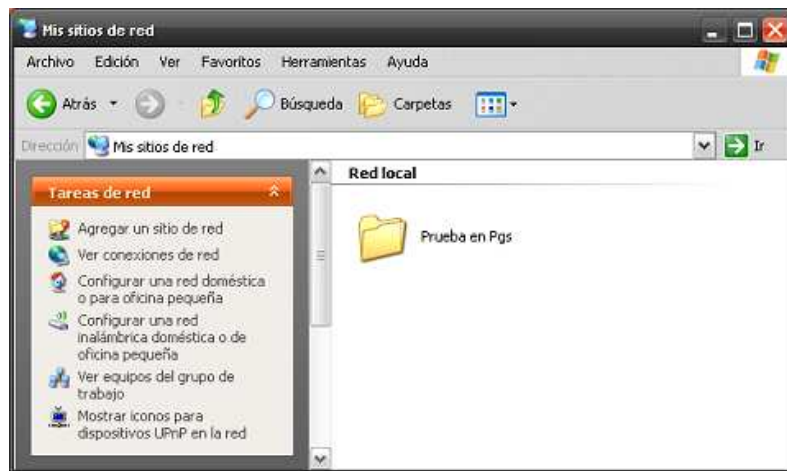 Mis sitios de red
Archivo Edición Ver Favoritos Herramientas Ayuda
Atrás Búsqueda Carpetas
Dirección Mis sitios de red Ir
Tareas de red
Agregar un sitio de red
Ver conexiones de red
Configurar una red doméstica
o para oficina pequeña
Configurar una red
inalámbrica doméstica o de
oficina pequeña
Ver equipos del grupo de
trabajo
Mostrar iconos para
dispositivos UPnP en la red
Red local
Prueba en Pgs